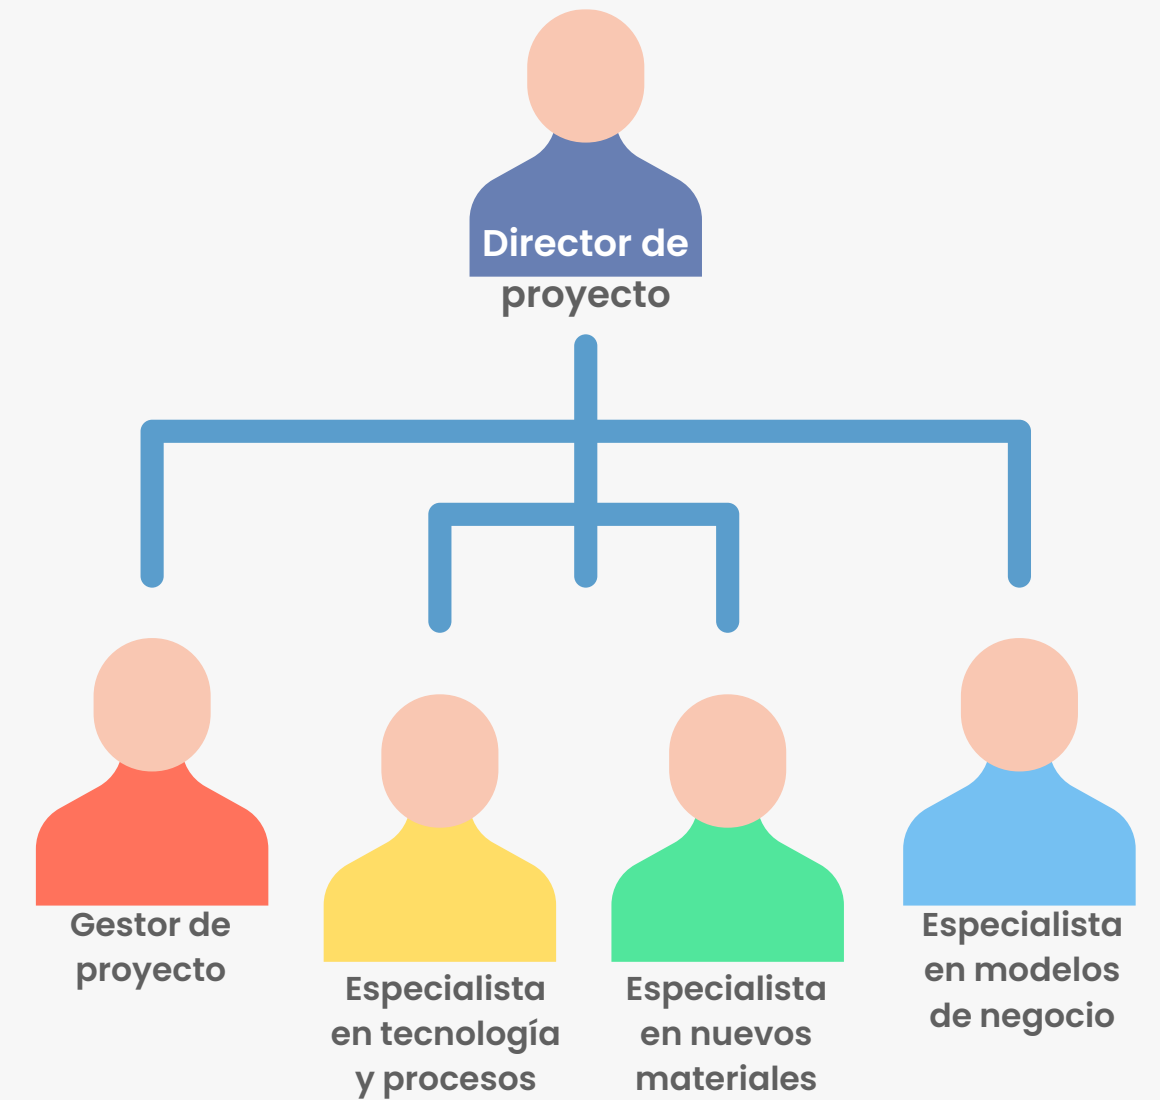 Director de
proyecto
Gestor de
proyecto
Especialista
en tecnología
y procesos
Especialista
en nuevos
materiales
Especialista
en modelos
de negocio